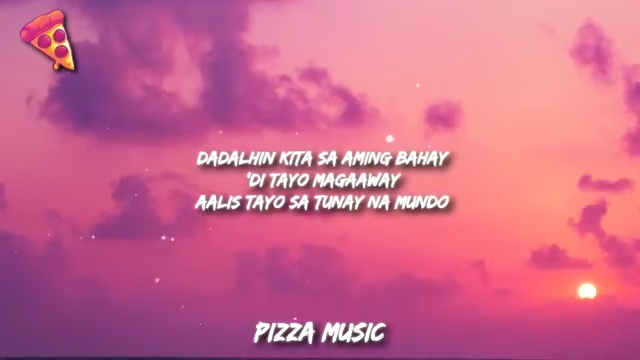 DADALHIN KITA SA AMING BAHAY
'DI TAYO MAGAAWAY
AALIS TAYO SA TUNAY NA MUNDO
PIZZA MUSIC